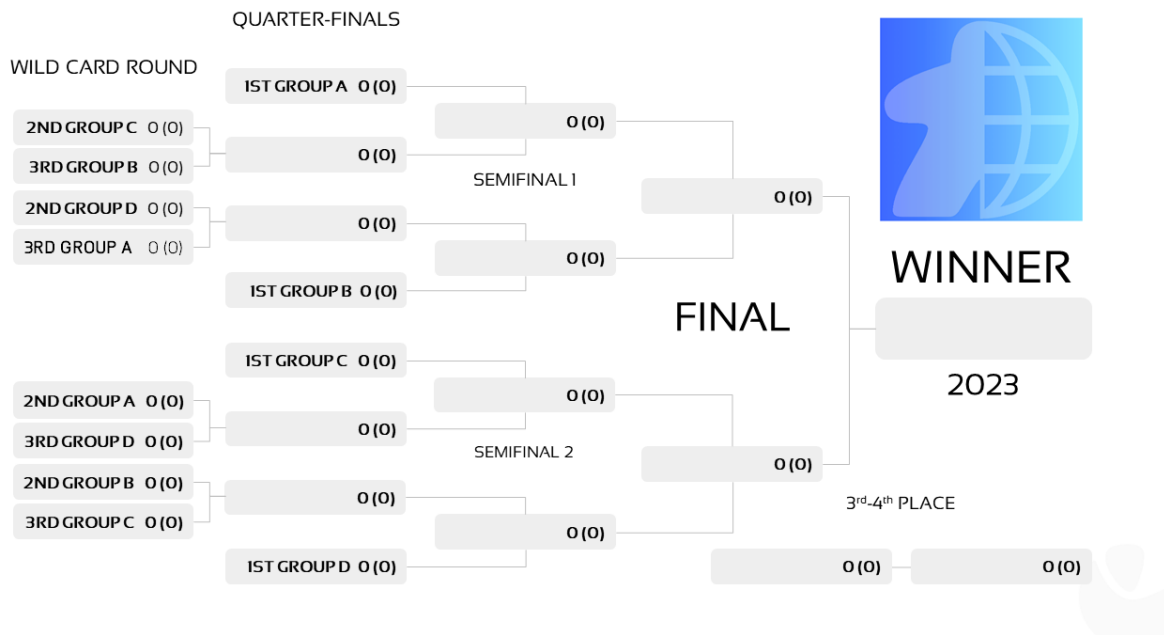 QUARTER-FINALS
WILD CARD ROUND
1ST GROUP A 0 (0)
2ND GROUP C 0 (0)
0 (0)
0 (0)
3RD GROUP B 0 (0)
SEMIFINAL 1
2ND GROUP D 0 (0)
0 (0)
0 (0)
3RD GROUP A 0 (0)
0 (0)
1ST GROUP B 0 (0)
WINNER
FINAL
1ST GROUP C 0 (0)
2023
2ND GROUP A 0 (0)
0 (0)
0 (0)
3RD GROUP D 0 (0)
SEMIFINAL 2
0 (0)
2ND GROUP B 0 (0)
0 (0)
3rd-4th PLACE
3RD GROUP C 0 (0)
0 (0)
1ST GROUP D 0 (0)
0 (0)
0 (0)